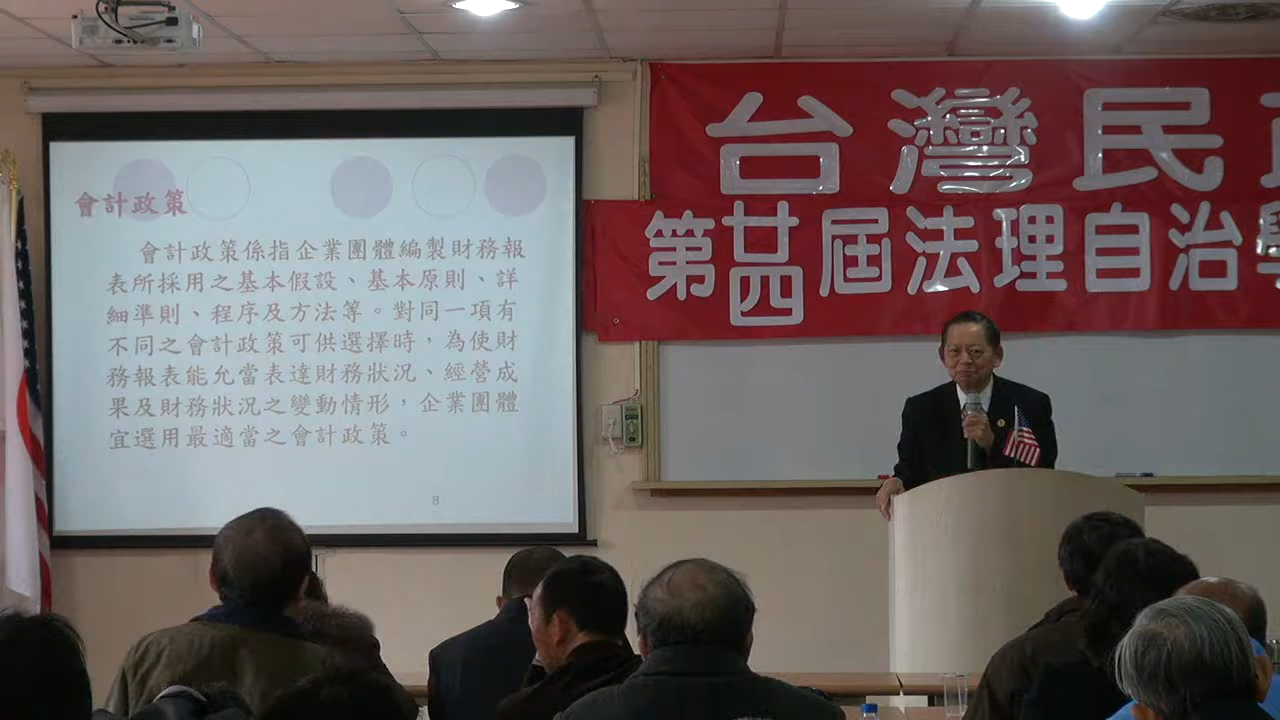 會計政策
會計政策係指企業團體編製財務報
表所採用之基本假設、基本原則、詳
細準則、程序及方法等。對同一項有
不同之會計政策可供選擇時，為使財
務報表能允當表達財務狀況、經營成
果及財務狀況之變動情形，企業團體
宜選用最適當之會計政策。
8
台灣民
第廿四屆法理自治